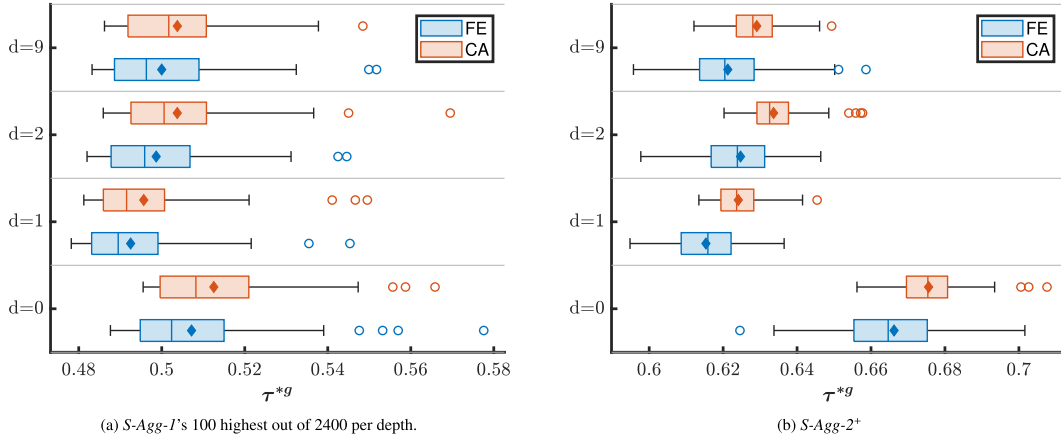 d=9
d=2
d=1
d=0
FE
CA
0.48 0.5 0.52 0.54 0.56 0.58
τ*g
(a) S-Agg-1's 100 highest out of 2400 per depth.
d=9
d=2
d=1
d=0
FE
CA
0.6 0.62 0.64 0.66 0.68 0.7
τ*g
(b) S-Agg-2+